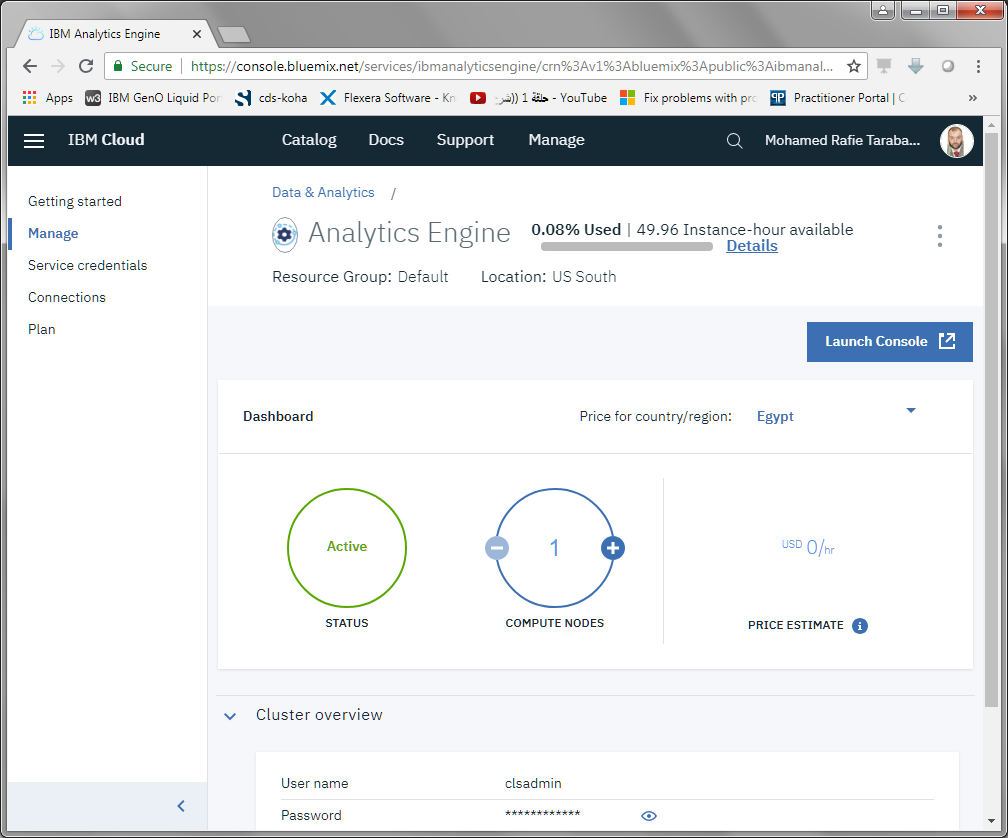 IBM Analytics Engine
Secure https://console.bluemix.net/services/ibmanalyticsengine/crn%3Av1%3Abluemix%3Apublic%3Aibmanal...
Apps w3 IBM GenO Liquid Por cds-koha Flexera Software - Kn حلقة 1 ((شر - YouTube Fix problems with pro Practitioner Portal | C »
IBM Cloud Catalog Docs Support Manage Mohamed Rafie Taraba...
Getting started
Manage
Service credentials
Connections
Plan
Data & Analytics /
Analytics Engine 0.08% Used | 49.96 Instance-hour available
Details
Resource Group: Default Location: US South
Launch Console
Dashboard Price for country/region: Egypt
Active 1 USD 0/hr
STATUS COMPUTE NODES PRICE ESTIMATE
Cluster overview
User name clsadmin
Password ************